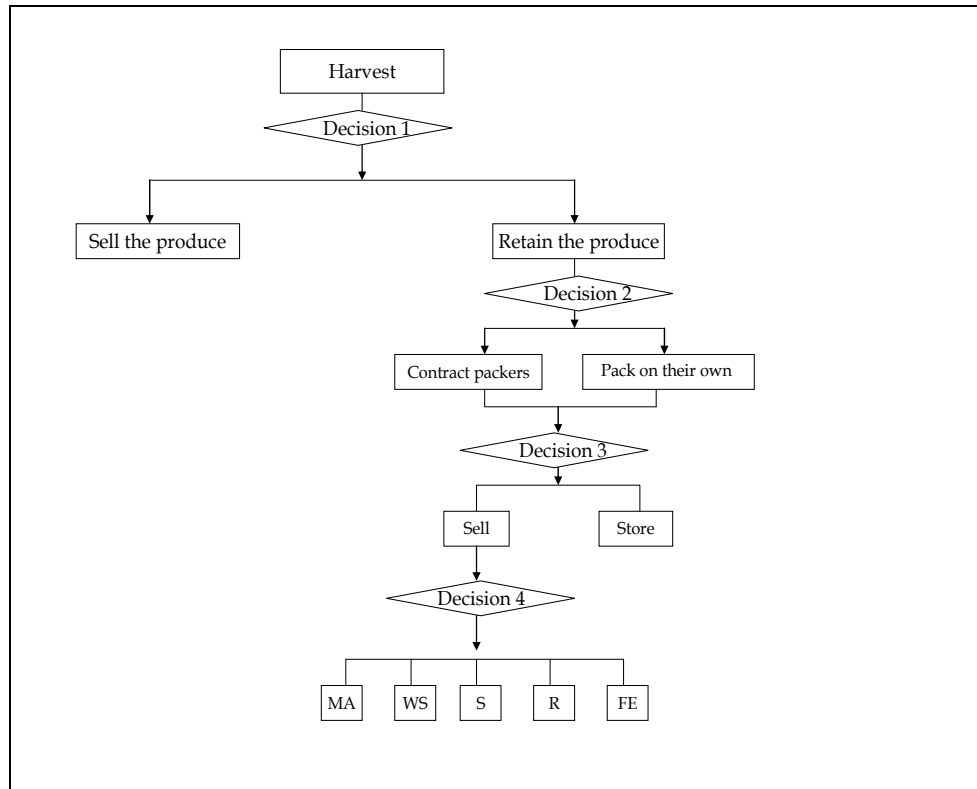 Harvest
Decision 1
Sell the produce
Retain the produce
Decision 2
Contract packers
Pack on their own
Decision 3
Sell
Store
Decision 4
MA
WS
S
R
FE